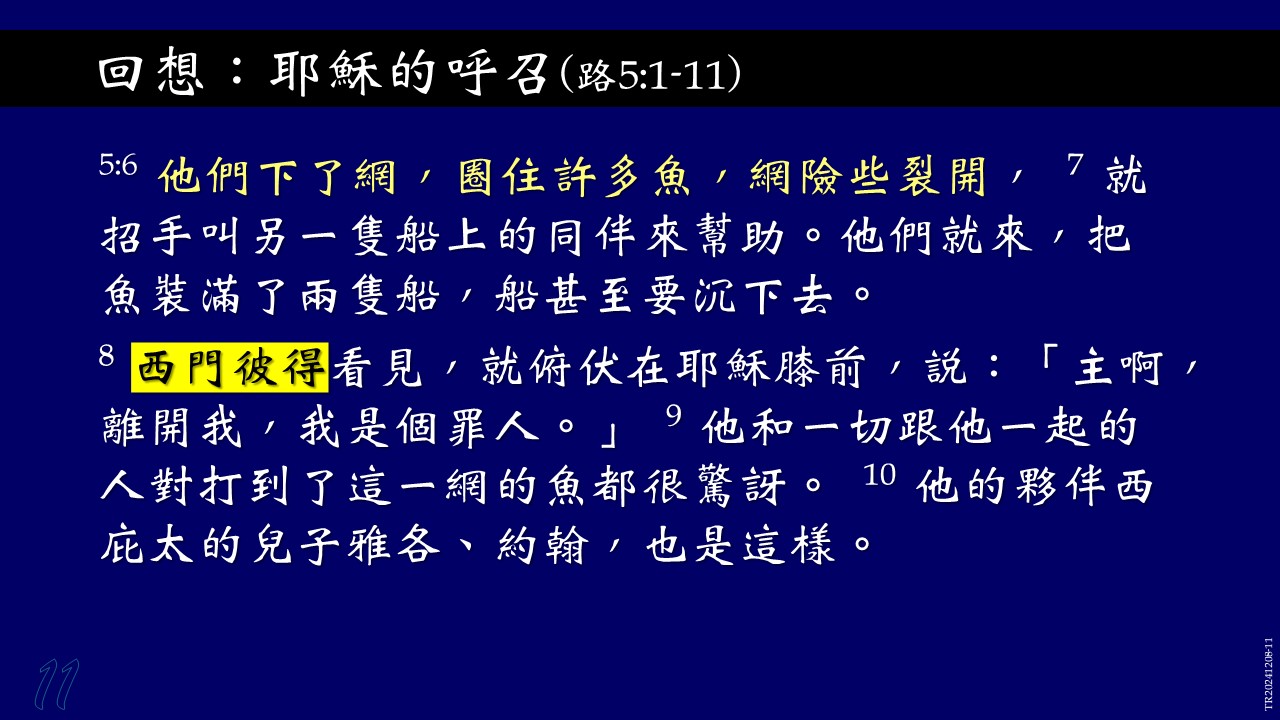 回想：耶穌的呼召(路5:1-11)
5:6 他們下了網，圈住許多魚，網險些裂開， 7 就
招手叫另一隻船上的同伴來幫助。他們就來，把
魚裝滿了兩隻船，船甚至要沉下去。
8 西門彼得看見，就俯伏在耶穌膝前，説：「主啊，
離開我，我是個罪人。」 9 他和一切跟他一起的
人對打到了這一網的魚都很驚訝。 10 他的夥伴西
庇太的兒子雅各、約翰，也是這樣。
11
TR20241208-11